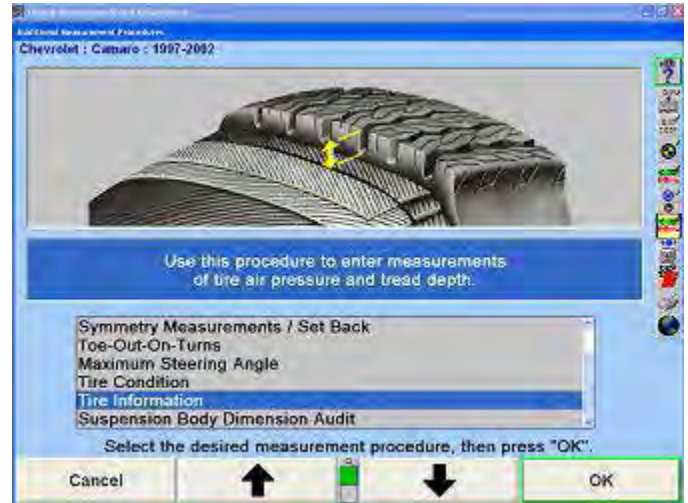 Additional Measurement Procedures
Chevrolet : Camaro : 1997-2002
Use this procedure to enter measurements
of tire air pressure and tread depth.
Symmetry Measurements / Set Back
Toe-Out-On-Turns
Maximum Steering Angle
Tire Condition
Tire Information
Suspension Body Dimension Audit
Select the desired measurement procedure, then press "OK".
Cancel
OK